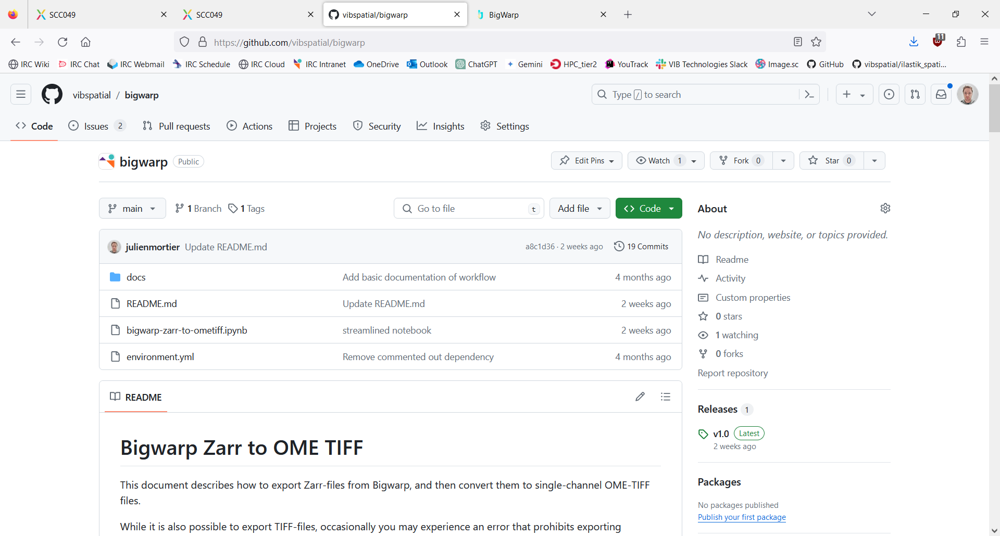 SCC049
SCC049
vibspatial/bigwarp
BigWarp
https://github.com/vibspatial/bigwarp
11
IRC Wiki
IRC Chat
IRC Webmail
IRC Schedule
IRC Cloud
IRC Intranet
OneDrive
Outlook
ChatGPT
Gemini
HPC_tier2
YouTrack
VIB Technologies Slack
Image.sc
GitHub
vibspatial/ilastik_spati...
vibspatial / bigwarp
Type / to search
Code
Issues 2
Pull requests
Actions
Projects
Security
Insights
Settings
bigwarp Public
Edit Pins
Watch 1
Fork 0
Star 0
main
1 Branch
1 Tags
Go to file t
Add file
Code
julienmortier Update README.md a8c1d36 · 2 weeks ago 19 Commits
docs Add basic documentation of workflow 4 months ago
README.md Update README.md 2 weeks ago
bigwarp-zarr-to-ometiff.ipynb streamlined notebook 2 weeks ago
environment.yml Remove commented out dependency 4 months ago
README
Bigwarp Zarr to OME TIFF
This document describes how to export Zarr-files from Bigwarp, and then convert them to single-channel OME-TIFF
files.
While it is also possible to export TIFF-files, occasionally you may experience an error that prohibits exporting
About
No description, website, or topics provided.
Readme
Activity
Custom properties
0 stars
1 watching
0 forks
Report repository
Releases 1
v1.0 Latest
2 weeks ago
Packages
No packages published
Publish your first package